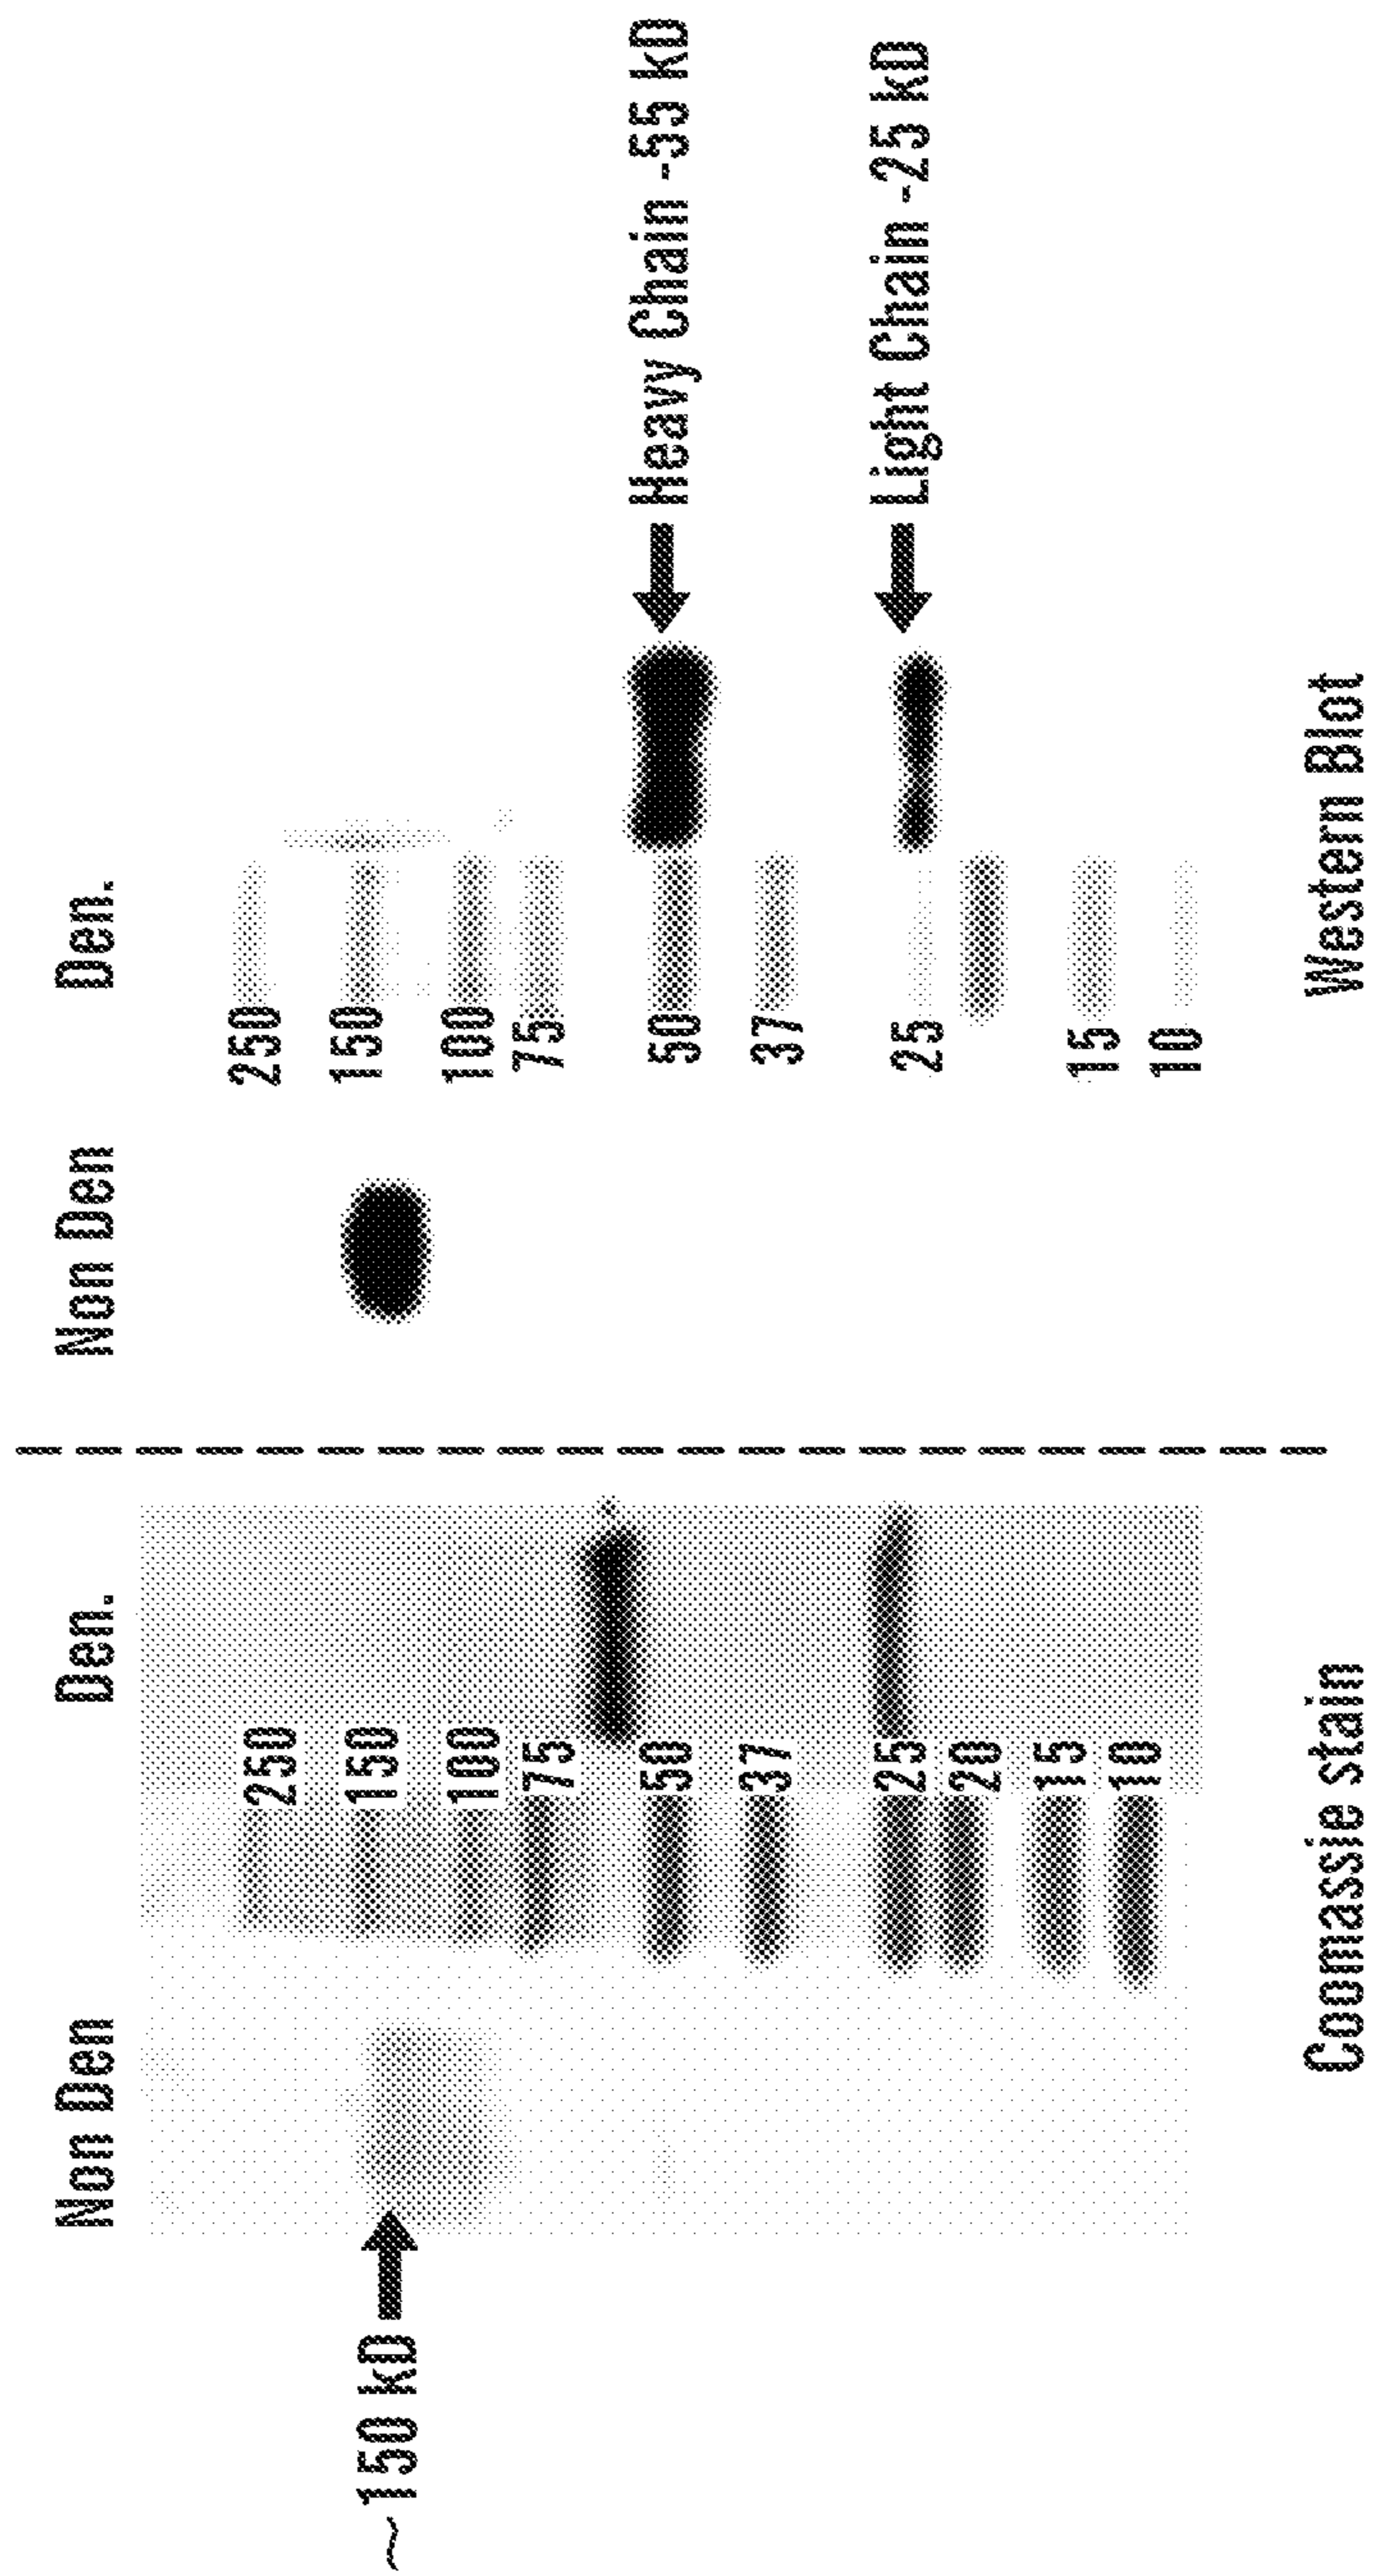 Non Den
Den.
Non Den
Den.
~150 kD
250
150
100
75
50
37
25
20
15
10
250
150
100
75
50
37
25
15
10
Heavy Chain -55 kD
Light Chain -25 kD
Coomassie stain
Western Blot